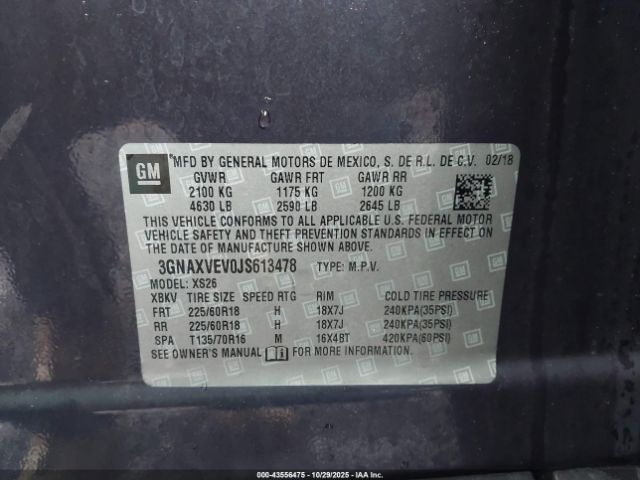 GM MFD BY GENERAL MOTORS DE MEXICO, S. DE R.L. DE C.V. 02/18
GVWR GAWR FRT GAWR RR
2100 KG 1175 KG 1200 KG
4630 LB 2590 LB 2645 LB
THIS VEHICLE CONFORMS TO ALL APPLICABLE U.S. FEDERAL MOTOR
VEHICLE SAFETY AND THEFT PREVENTION STANDARDS IN EFFECT ON
THE DATE OF MANUFACTURE SHOWN ABOVE.
3GNAXVEV0JS613478 TYPE: M.P.V.
MODEL: XS26
XBKV TIRE SIZE SPEED RTG RIM COLD TIRE PRESSURE
FRT 225/60R18 H 18X7J 240KPA(35PSI)
RR 225/60R18 H 18X7J 240KPA(35PSI)
SPA T135/70R16 M 16X4BT 420KPA(60PSI)
SEE OWNER'S MANUAL FOR MORE INFORMATION
000-43556475 - 10/29/2025 - IAAI.COM